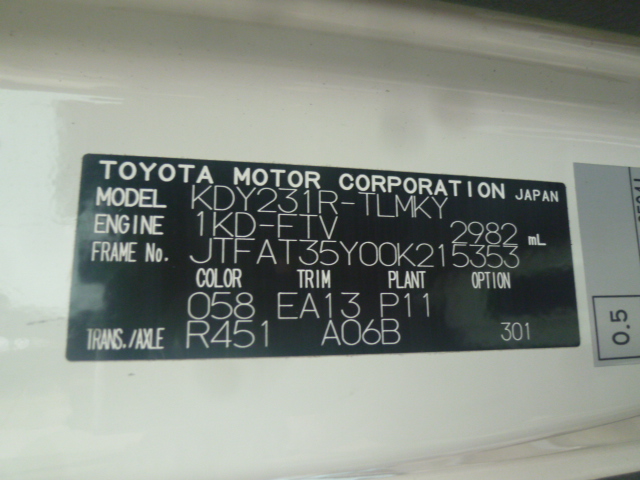 TOYOTA MOTOR CORPORATION JAPAN
MODEL KDY231R-TLMKY
ENGINE 1KD-FTV 2982 mL
FRAME No. JTFAT35Y00K215353
COLOR TRIM PLANT OPTION
058 EA13 P11
TRANS./AXLE R451 A06B 301
0.5